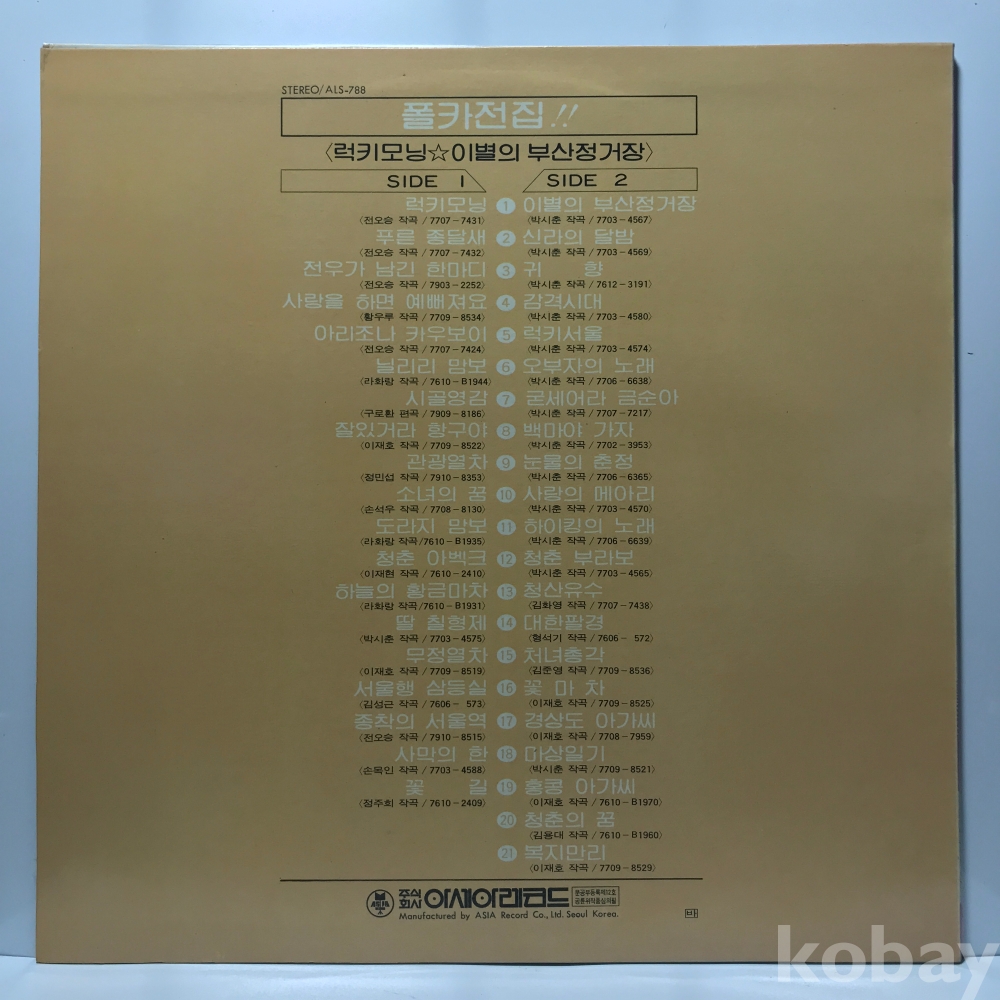 STEREO/ALS-788
폴카전집!!
〈럭키모닝☆이별의 부산정거장〉
SIDE 1 SIDE 2
럭키모닝 1 이별의 부산정거장
〈전오승 작곡/7707-7431〉 〈박시춘 작곡/7703-4567〉
푸른 종달새 2 신라의 달밤
〈전오승 작곡/7707-7432〉 〈박시춘 작곡/7703-4569〉
전우가 남긴 한마디 3 귀 향
〈전오승 작곡/7903-2252〉 〈박시춘 작곡/7612-3191〉
사랑을 하면 예뻐져요 4 감격시대
〈황우루 작곡/7709-8534〉 〈박시춘 작곡/7703-4580〉
아리조나 카우보이 5 럭키서울
〈전오승 작곡/7707-7424〉 〈박시춘 작곡/7703-4574〉
닐리리 맘보 6 오부자의 노래
〈라화랑 작곡/7610-B1944〉 〈박시춘 작곡/7706-6638〉
시골영감 7 굳세어라 금순아
〈구로환 편곡/7909-8186〉 〈박시춘 작곡/7707-7217〉
잘있거라 항구야 8 백마야 가자
〈이재호 작곡/7709-8522〉 〈박시춘 작곡/7702-3953〉
관광열차 9 눈물의 춘정
〈정민섭 작곡/7910-8353〉 〈박시춘 작곡/7706-6365〉
소녀의 꿈 10 사랑의 메아리
〈손석우 작곡/7708-8130〉 〈박시춘 작곡/7703-4570〉
도라지 맘보 11 하이킹의 노래
〈라화랑 작곡/7610-B1935〉 〈박시춘 작곡/7706-6639〉
청춘 아벡크 12 청춘 부라보
〈이재현 작곡/7610-2410〉 〈박시춘 작곡/7703-4565〉
하늘의 황금마차 13 청산유수
〈라화랑 작곡/7610-B1931〉 〈김화영 작곡/7707-7438〉
딸 칠형제 14 대한팔경
〈박시춘 작곡/7703-4575〉 〈형석기 작곡/7606- 572〉
무정열차 15 처녀총각
〈이재호 작곡/7709-8519〉 〈김준영 작곡/7709-8536〉
서울행 삼등실 16 꽃 마 차
〈김성근 작곡/7606- 573〉 〈이재호 작곡/7709-8525〉
종착의 서울역 17 경상도 아가씨
〈전오승 작곡/7910-8515〉 〈이재호 작곡/7708-7959〉
사막의 한 18 마상일기
〈손목인 작곡/7703-4588〉 〈박시춘 작곡/7709-8521〉
꽃 길 19 홍콩 아가씨
〈정주희 작곡/7610-2409〉 〈이재호 작곡/7610-B1970〉
20 청춘의 꿈
〈김용대 작곡/7610-B1960〉
21 복지만리
〈이재호 작곡/7709-8529〉
ASIA 주식회사 아세아레코드
Manufactured by ASIA Record Co., Ltd. Seoul Korea.
바
kobay